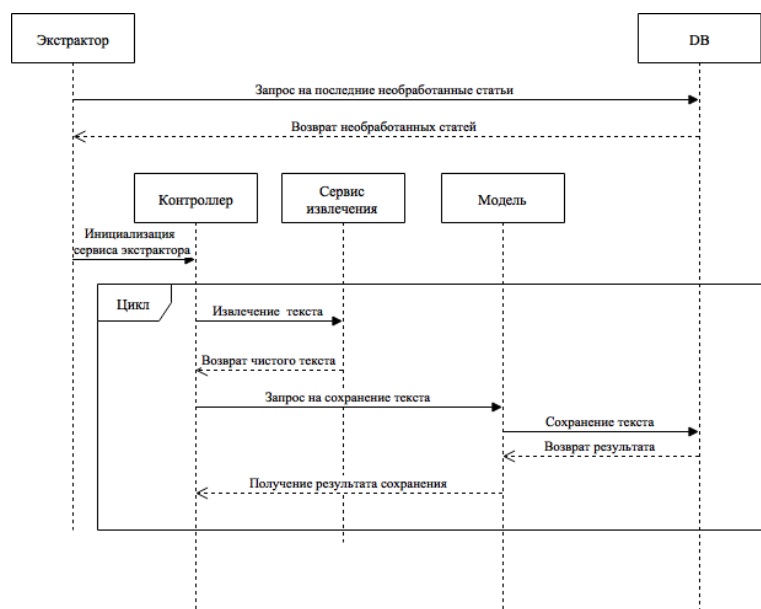 Экстрактор
DB
Запрос на последние необработанные статьи
Возврат необработанных статей
Контроллер
Сервис
извлечения
Модель
Инициализация
сервиса экстрактора
Цикл
Извлечение текста
Возврат чистого текста
Запрос на сохранение текста
Сохранение текста
Возврат результата
Получение результата сохранения